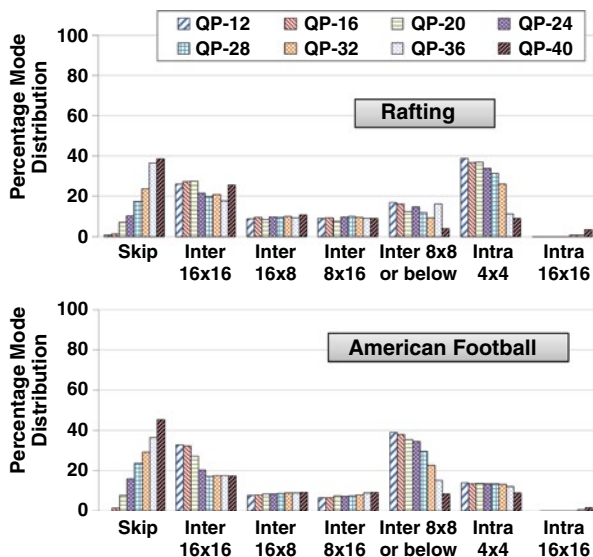 QP-12 QP-16 QP-20 QP-24
QP-28 QP-32 QP-36 QP-40
Percentage Mode
Distribution
100
80
60
40
20
0
Rafting
Skip Inter 16x16 Inter 16x8 Inter 8x16 Inter 8x8 or below Intra 4x4 Intra 16x16
Percentage Mode
Distribution
100
80
60
40
20
0
American Football
Skip Inter 16x16 Inter 16x8 Inter 8x16 Inter 8x8 or below Intra 4x4 Intra 16x16